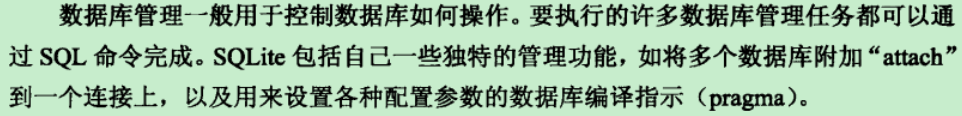 数据库管理一般用于控制数据库如何操作。要执行的许多数据库管理任务都可以通
过 SQL 命令完成。SQLite 包括自己一些独特的管理功能，如将多个数据库附加“attach”
到一个连接上，以及用来设置各种配置参数的数据库编译指示（pragma）。